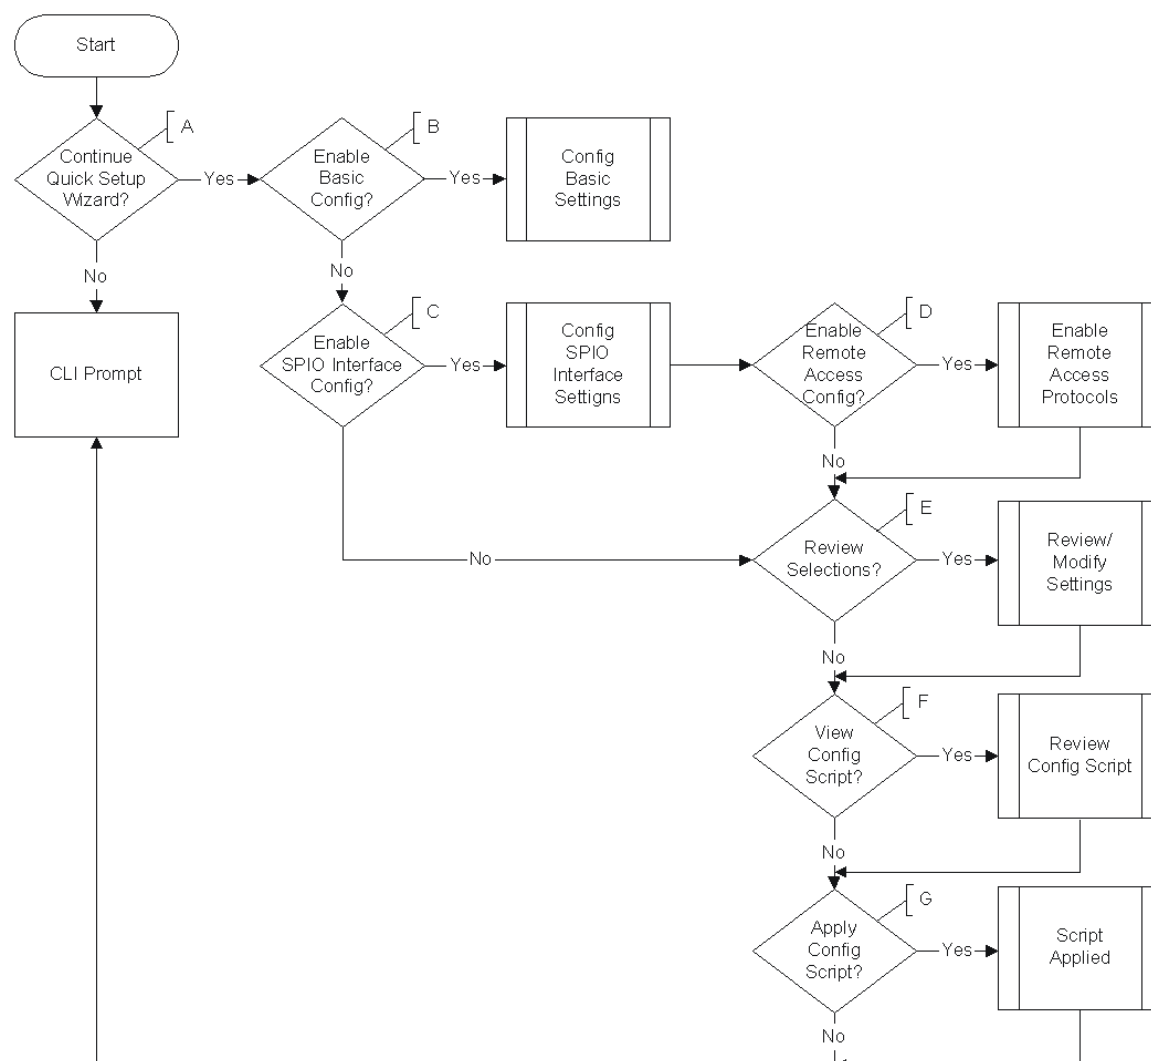 Start
A
Continue
Quick Setup
Wizard?
Yes
B
Enable
Basic
Config?
Yes
Config
Basic
Settings
No
No
CLI Prompt
C
Enable
SPIO Interface
Config?
Yes
Config
SPIO
Interface
Settigns
D
Enable
Remote
Access
Config?
Yes
Enable
Remote
Access
Protocols
No
No
E
Review
Selections?
Yes
Review/
Modify
Settings
No
F
View
Config
Script?
Yes
Review
Config Script
No
G
Apply
Config
Script?
Yes
Script
Applied
No